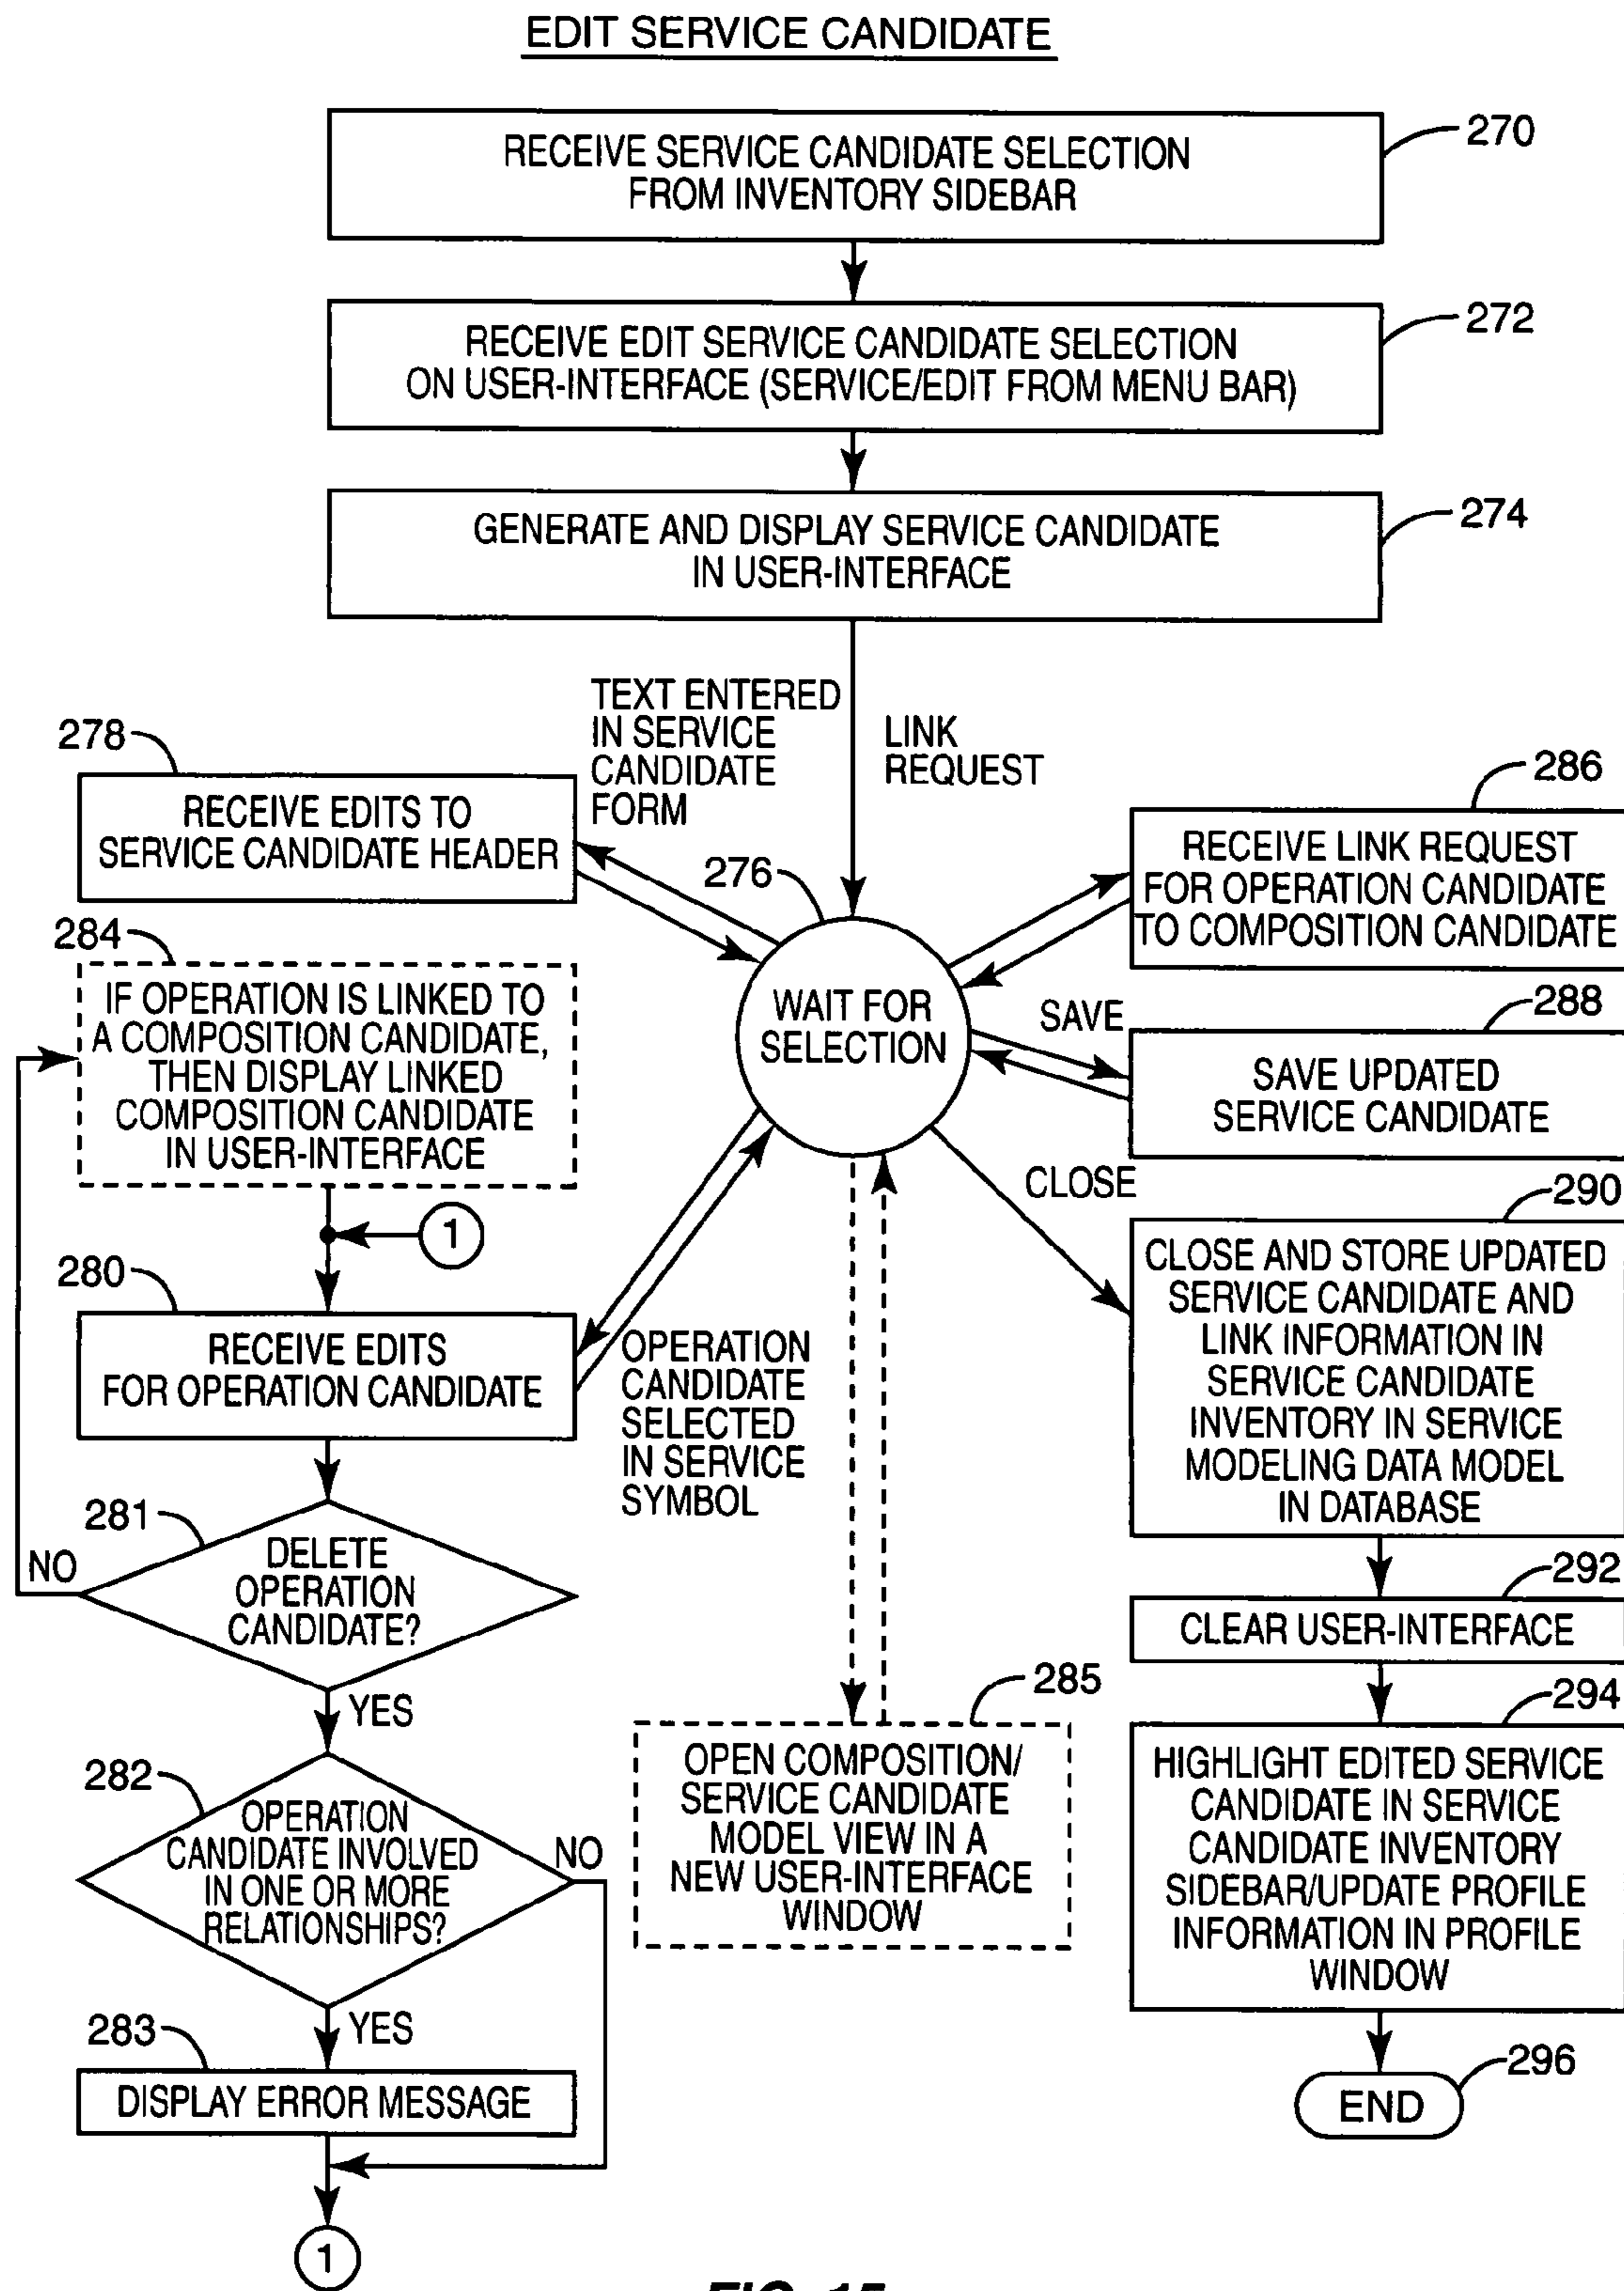 EDIT SERVICE CANDIDATE
RECEIVE SERVICE CANDIDATE SELECTION
FROM INVENTORY SIDEBAR
270
RECEIVE EDIT SERVICE CANDIDATE SELECTION
ON USER-INTERFACE (SERVICE/EDIT FROM MENU BAR)
272
GENERATE AND DISPLAY SERVICE CANDIDATE
IN USER-INTERFACE
274
TEXT ENTERED
IN SERVICE
CANDIDATE
FORM
LINK
REQUEST
278
RECEIVE EDITS TO
SERVICE CANDIDATE HEADER
276
WAIT FOR
SELECTION
286
RECEIVE LINK REQUEST
FOR OPERATION CANDIDATE
TO COMPOSITION CANDIDATE
284
IF OPERATION IS LINKED TO
A COMPOSITION CANDIDATE,
THEN DISPLAY LINKED
COMPOSITION CANDIDATE
IN USER-INTERFACE
SAVE
288
SAVE UPDATED
SERVICE CANDIDATE
CLOSE
290
CLOSE AND STORE UPDATED
SERVICE CANDIDATE AND
LINK INFORMATION IN
SERVICE CANDIDATE
INVENTORY IN SERVICE
MODELING DATA MODEL
IN DATABASE
1
280
RECEIVE EDITS
FOR OPERATION CANDIDATE
OPERATION
CANDIDATE
SELECTED
IN SERVICE
SYMBOL
281
DELETE
OPERATION
CANDIDATE?
NO
YES
292
CLEAR USER-INTERFACE
282
OPERATION
CANDIDATE INVOLVED
IN ONE OR MORE
RELATIONSHIPS?
NO
YES
285
OPEN COMPOSITION/
SERVICE CANDIDATE
MODEL VIEW IN A
NEW USER-INTERFACE
WINDOW
294
HIGHLIGHT EDITED SERVICE
CANDIDATE IN SERVICE
CANDIDATE INVENTORY
SIDEBAR/UPDATE PROFILE
INFORMATION IN PROFILE
WINDOW
283
DISPLAY ERROR MESSAGE
296
END
1
FIG. 15